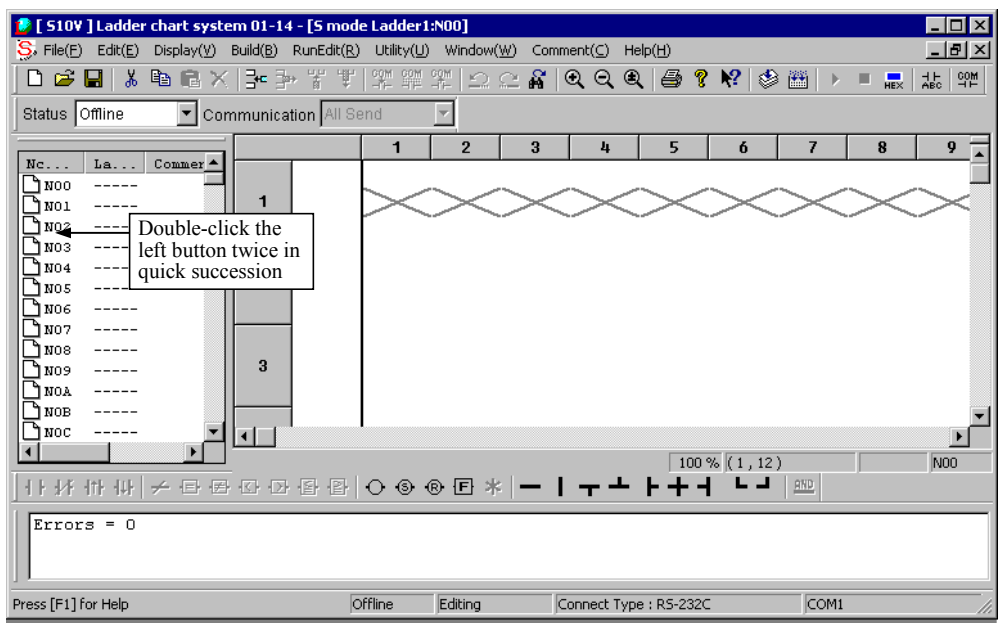 [ S10V ] Ladder chart system 01-14 - [S mode Ladder1:N00]
File(F) Edit(E) Display(V) Build(B) RunEdit(R) Utility(U) Window(W) Comment(C) Help(H)
COM COM COM HEX ABC COM
Status Offline Communication All Send
1 2 3 4 5 6 7 8 9
Nc... La... Commer
N00 -----
N01 -----
1
N02 ----
N03 ----
N04 ----
N05 -----
N06 -----
N07 -----
N08 -----
N09 -----
3
N0A -----
N0B -----
N0C -----
Double-click the
left button twice in
quick succession
100 % ( 1 , 12 ) N00
S R F AND
Errors = 0
Press [F1] for Help Offline Editing Connect Type : RS-232C COM1